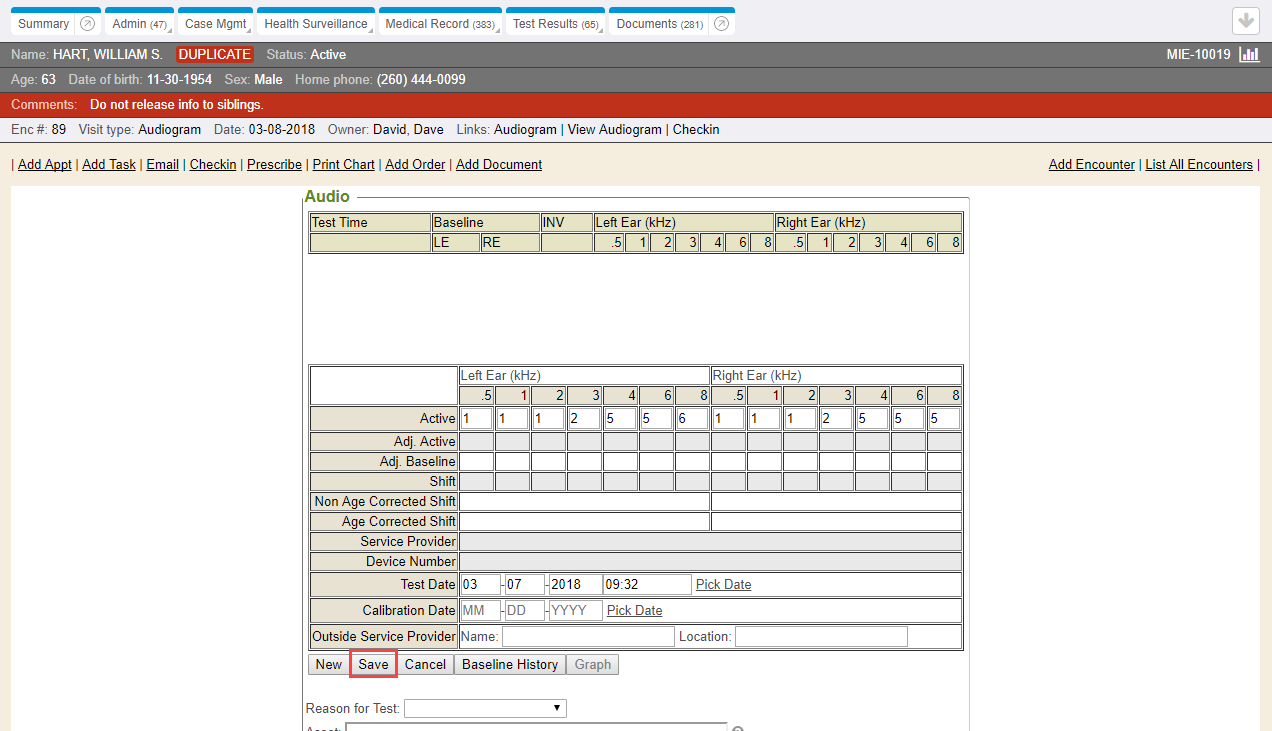 Summary Admin (47) Case Mgmt Health Surveillance Medical Record (383) Test Results (65) Documents (281)
Name: HART, WILLIAM S. DUPLICATE Status: Active MIE-10019
Age: 63 Date of birth: 11-30-1954 Sex: Male Home phone: (260) 444-0099
Comments: Do not release info to siblings.
Enc #: 89 Visit type: Audiogram Date: 03-08-2018 Owner: David, Dave Links: Audiogram | View Audiogram | Checkin
| Add Appt | Add Task | Email | Checkin | Prescribe | Print Chart | Add Order | Add Document Add Encounter | List All Encounters |
Audio
Test Time Baseline INV Left Ear (kHz) Right Ear (kHz)
LE RE .5 1 2 3 4 6 8 .5 1 2 3 4 6 8
Left Ear (kHz) Right Ear (kHz)
.5 1 2 3 4 6 8 .5 1 2 3 4 6 8
Active 1 1 1 2 5 5 6 1 1 1 2 5 5 5
Adj. Active
Adj. Baseline
Shift
Non Age Corrected Shift
Age Corrected Shift
Service Provider
Device Number
Test Date 03 - 07 - 2018 09:32 Pick Date
Calibration Date MM - DD - YYYY Pick Date
Outside Service Provider Name: Location:
New Save Cancel Baseline History Graph
Reason for Test: